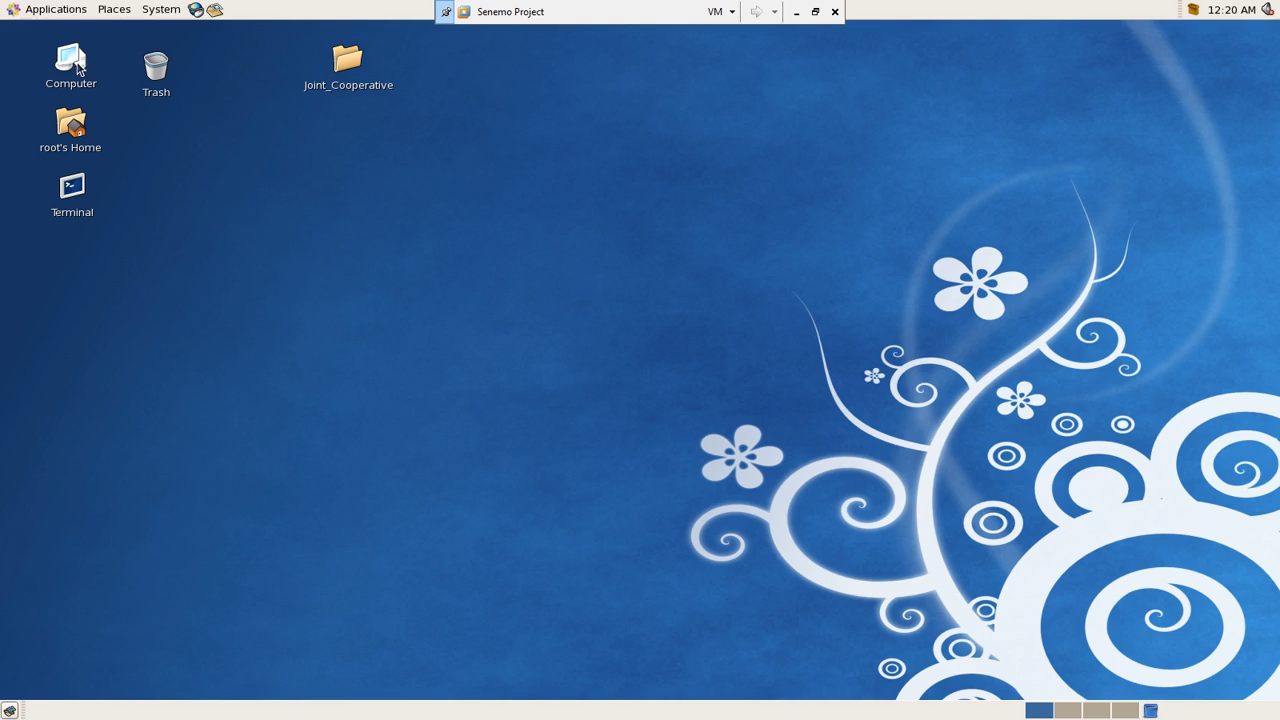 Applications Places System
Senemo Project
VM
12:20 AM
Computer
Trash
Joint_Cooperative
root's Home
Terminal